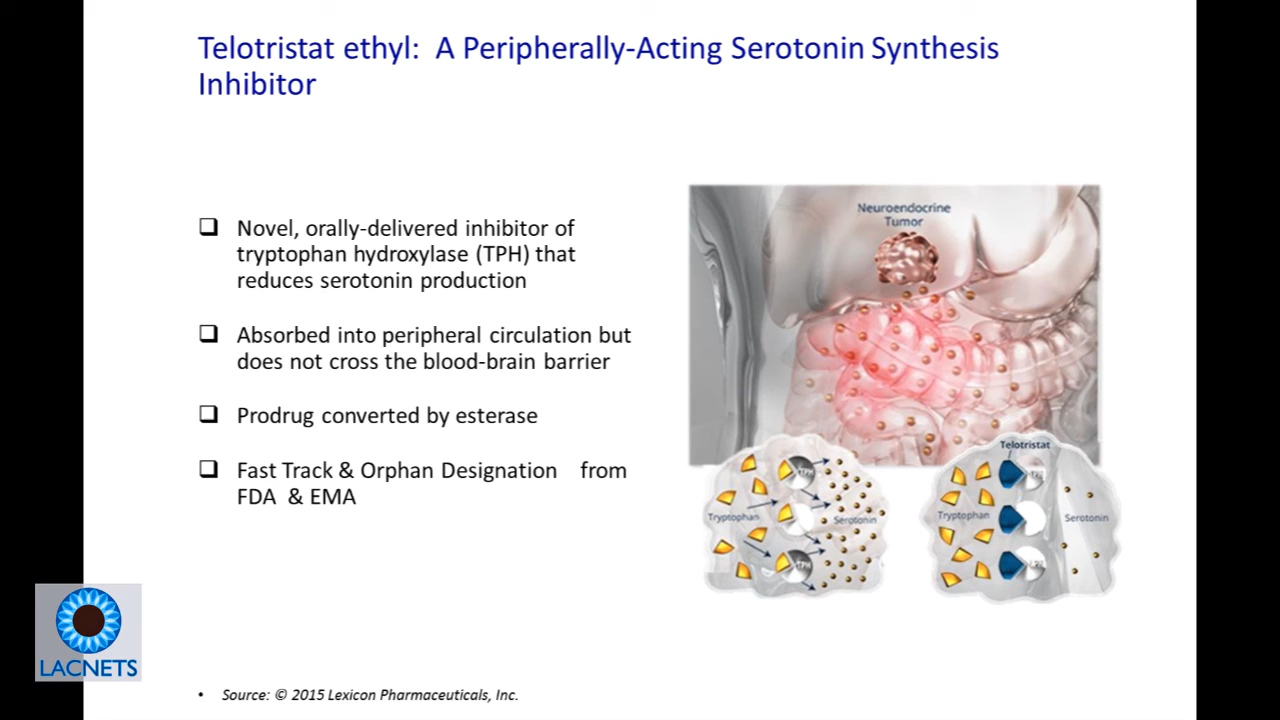 Telotristat ethyl: A Peripherally-Acting Serotonin Synthesis
Inhibitor
Novel, orally-delivered inhibitor of
tryptophan hydroxylase (TPH) that
reduces serotonin production
Absorbed into peripheral circulation but
does not cross the blood-brain barrier
Prodrug converted by esterase
Fast Track & Orphan Designation from
FDA & EMA
Neuroendocrine
Tumor
TPH
Tryptophan
Serotonin
TPH
Telotristat
Tryptophan
Serotonin
LACNETS
• Source: © 2015 Lexicon Pharmaceuticals, Inc.